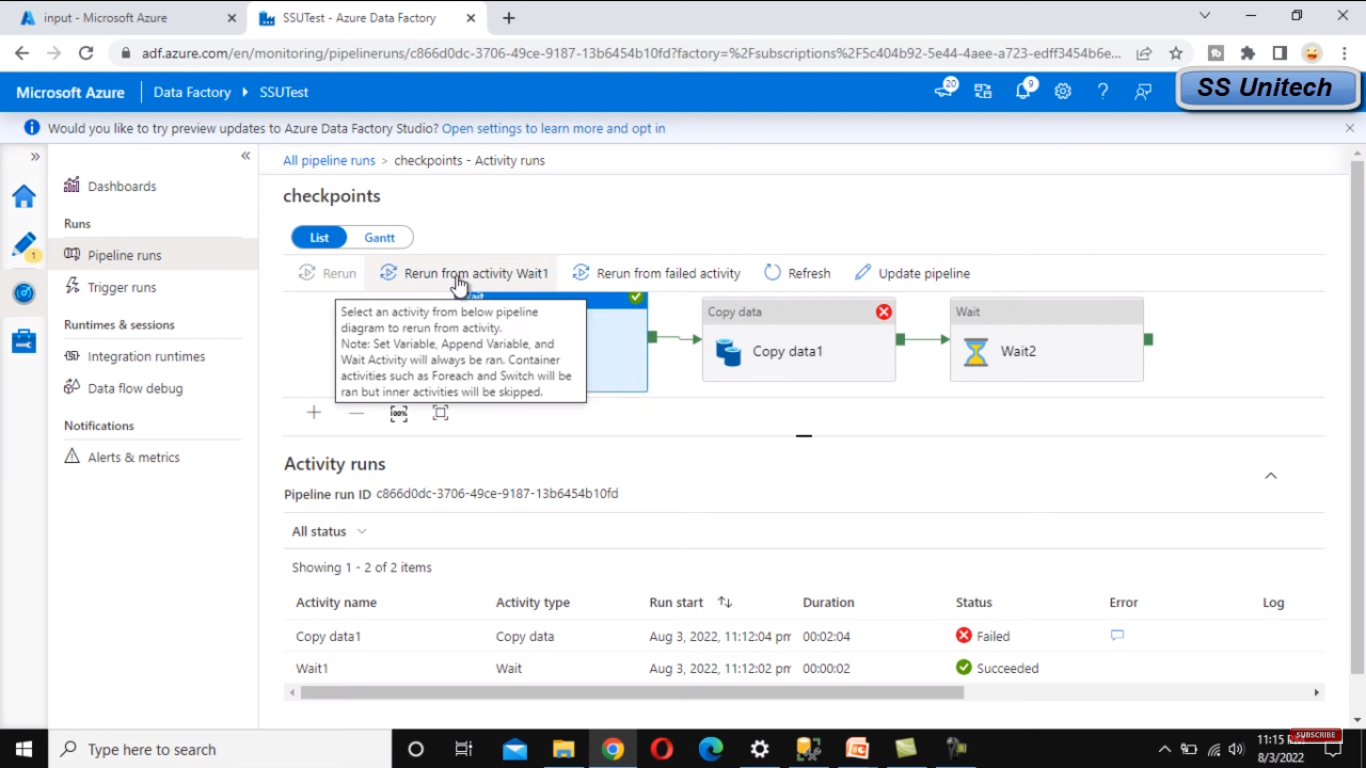 input - Microsoft Azure
SSUTest - Azure Data Factory
adf.azure.com/en/monitoring/pipelineruns/c866d0dc-3706-49ce-9187-13b6454b10fd?factory=%2Fsubscriptions%2F5c404b92-5e44-4aee-a723-edff3454b6e...
Microsoft Azure
Data Factory
SSUTest
20
9
SS Unitech
Would you like to try preview updates to Azure Data Factory Studio? Open settings to learn more and opt in
Dashboards
Runs
Pipeline runs
Trigger runs
Runtimes & sessions
Integration runtimes
Data flow debug
Notifications
Alerts & metrics
1
All pipeline runs > checkpoints - Activity runs
checkpoints
List
Gantt
Rerun
Rerun from activity Wait1
Rerun from failed activity
Refresh
Update pipeline
Select an activity from below pipeline
diagram to rerun from activity.
Note: Set Variable, Append Variable, and
Wait Activity will always be ran. Container
activities such as Foreach and Switch will be
ran but inner activities will be skipped.
Copy data
Copy data1
Wait
Wait2
100%
Activity runs
Pipeline run ID c866d0dc-3706-49ce-9187-13b6454b10fd
All status
Showing 1 - 2 of 2 items
Activity name Activity type Run start Duration Status Error Log
Copy data1 Copy data Aug 3, 2022, 11:12:04 pm 00:02:04 Failed
Wait1 Wait Aug 3, 2022, 11:12:02 pm 00:00:02 Succeeded
Type here to search
11:15
SUBSCRIBE
8/3/2022